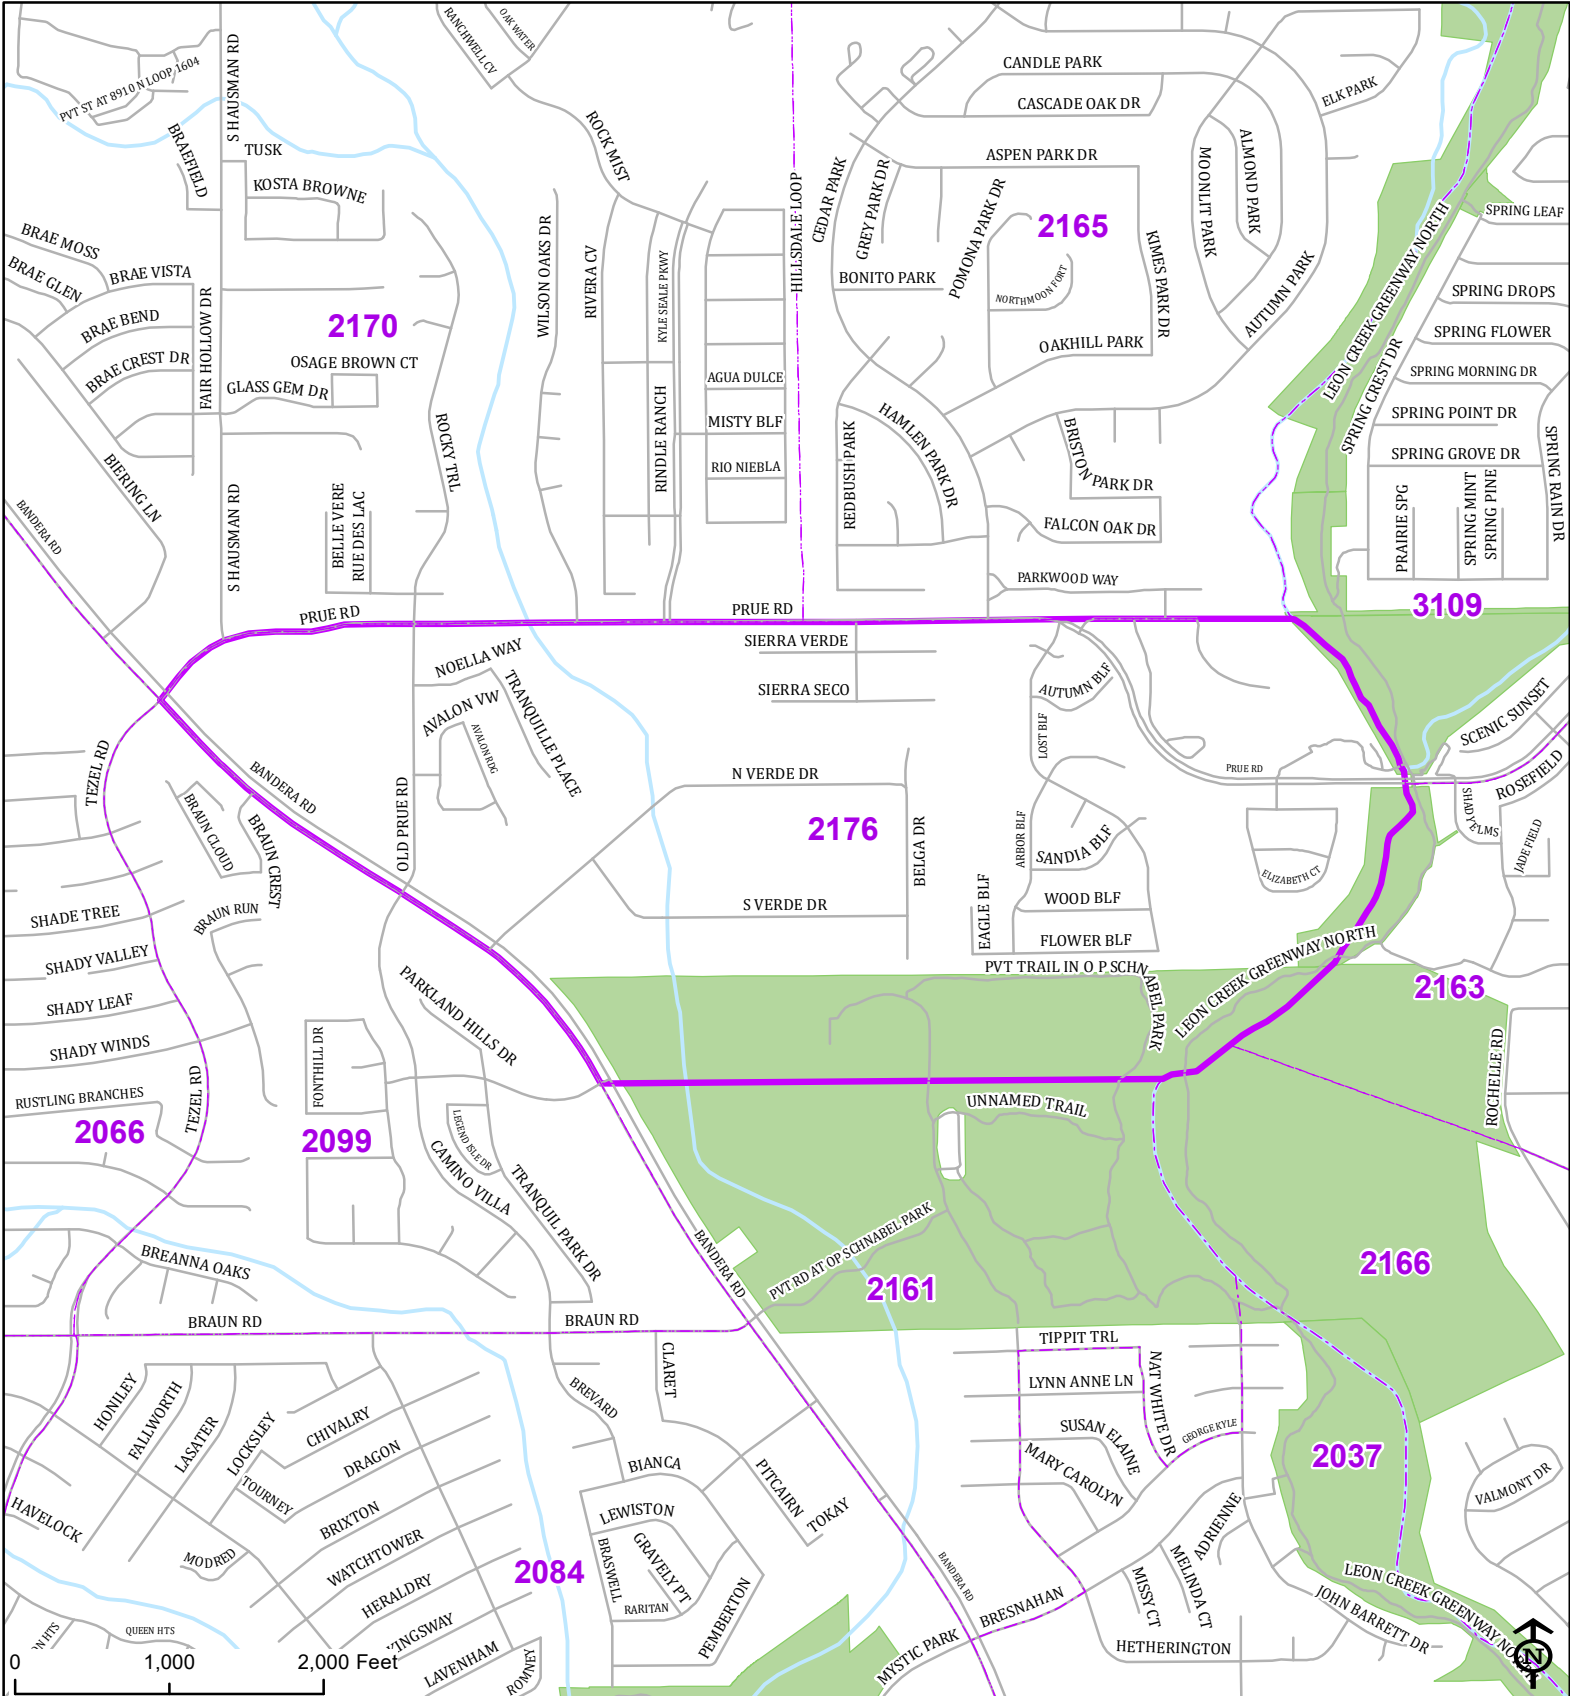 RANCHWELL CV
OAK WATER
S HAUSMAN RD
PVT ST AT 8910 N LOOP 1604
CANDLE PARK
CASCADE OAK DR
ELK PARK
BRAEFIELD
TUSK
KOSTA BROWNE
ROCK MIST
ASPEN PARK DR
MOONLIT PARK
ALMOND PARK
HILLSDALE LOOP
CEDAR PARK
GREY PARK DR
POMONA PARK DR
2165
KIMES PARK DR
SPRING LEAF
BRAE MOSS
BRAE GLEN
BRAE VISTA
BRAE BEND
BRAE CREST DR
FAIR HOLLOW DR
2170
WILSON OAKS DR
RIVERA CV
KYLE SEALE PKWY
BONITO PARK
NORTHMOON FORT
OAKHILL PARK
AUTUMN PARK
LEON CREEK GREENWAY NORTH
SPRING CREST DR
SPRING DROPS
SPRING FLOWER
SPRING MORNING DR
SPRING POINT DR
SPRING GROVE DR
SPRING RAIN DR
OSAGE BROWN CT
GLASS GEM DR
AGUA DULCE
MISTY BLF
RIO NIEBLA
RINDLE RANCH
ROCKY TRL
REDBUSH PARK
HAMLEN PARK DR
BRISTON PARK DR
FALCON OAK DR
PARKWOOD WAY
BIERING LN
BANDERA RD
S HAUSMAN RD
BELLE VERE
RUE DES LAC
PRAIRIE SPG
SPRING MINT
SPRING PINE
3109
PRUE RD
PRUE RD
SIERRA VERDE
SIERRA SECO
NOELLA WAY
AVALON VW
AVALON RDG
TRANQUILLE PLACE
AUTUMN BLF
LOST BLF
SCENIC SUNSET
ROSEFIELD
PRUE RD
TEZEL RD
BANDERA RD
BRAUN CLOUD
BRAUN CREST
OLD PRUE RD
N VERDE DR
2176
BELGA DR
ARBOR BLF
SANDIA BLF
SHADY ELMS
JADE FIELD
ELIZABETH CT
SHADE TREE
BRAUN RUN
S VERDE DR
EAGLE BLF
WOOD BLF
FLOWER BLF
SHADY VALLEY
SHADY LEAF
SHADY WINDS
PARKLAND HILLS DR
PVT TRAIL IN O P SCHNABEL PARK
LEON CREEK GREENWAY NORTH
2163
RUSTLING BRANCHES
2066
TEZEL RD
FONTHILL DR
2099
LEGEND ISLE DR
CAMINO VILLA
TRANQUIL PARK DR
UNNAMED TRAIL
ROCHELLE RD
BREANNA OAKS
BANDERA RD
PVT RD AT OP SCHNABEL PARK
2161
2166
BRAUN RD
BRAUN RD
CLARET
TIPPIT TRL
LYNN ANNE LN
NAT WHITE DR
GEORGE KYLE
SUSAN ELAINE
MARY CAROLYN
2037
HONILEY
FALLWORTH
LASATER
LOCKSLEY
CHIVALRY
DRAGON
TOURNEY
BRIXTON
BREVARD
BIANCA
PITCAIRN
TOKAY
VALMONT DR
HAVELOCK
MODRED
WATCHTOWER
HERALDRY
KINGSWAY
LAVENHAM
ROMNEY
2084
LEWISTON
BRASWELL
GRAVELY PT
RARITAN
PEMBERTON
BANDERA RD
BRESNAHAN
MYSTIC PARK
ADRIENNE
MELINDA CT
MISSY CT
HETHERINGTON
JOHN BARRETT DR
LEON CREEK GREENWAY NORTH
ON HTS
QUEEN HTS
0 1,000 2,000 Feet
N